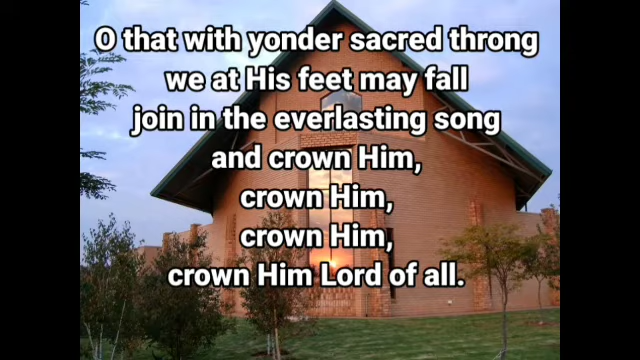 O that with yonder sacred throng
we at His feet may fall
join in the everlasting song
and crown Him,
crown Him,
crown Him,
crown Him Lord of all.